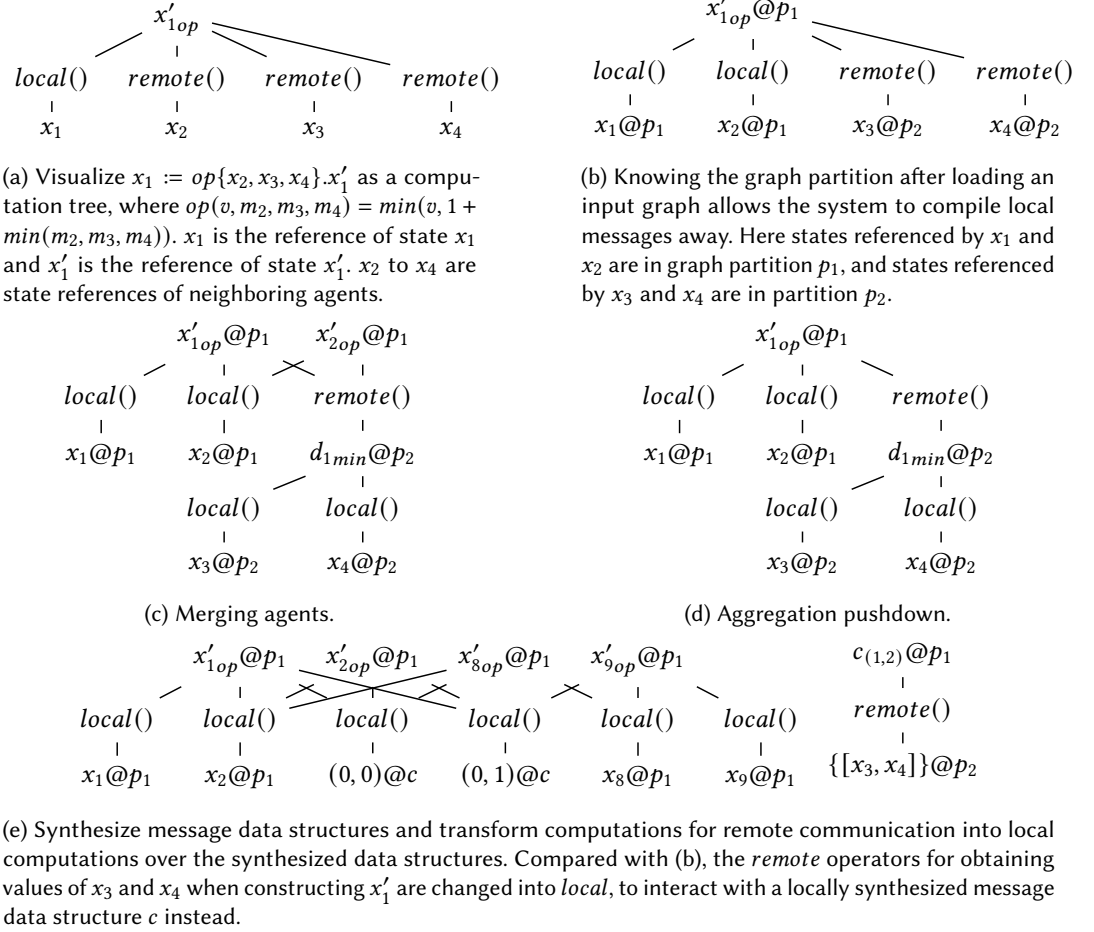 x′1op
local() remote() remote() remote()
x1 x2 x3 x4
(a) Visualize x1 := op{x2, x3, x4}.x′1 as a compu-
tation tree, where op(v, m2, m3, m4) = min(v, 1 +
min(m2, m3, m4)). x1 is the reference of state x1
and x′1 is the reference of state x′1. x2 to x4 are
state references of neighboring agents.
x′1op@p1
local() local() remote() remote()
x1@p1 x2@p1 x3@p2 x4@p2
(b) Knowing the graph partition after loading an
input graph allows the system to compile local
messages away. Here states referenced by x1 and
x2 are in graph partition p1, and states referenced
by x3 and x4 are in partition p2.
x′1op@p1 x′2op@p1
local() local() remote()
x1@p1 x2@p1 d1min@p2
local() local()
x3@p2 x4@p2
(c) Merging agents.
x′1op@p1
local() local() remote()
x1@p1 x2@p1 d1min@p2
local() local()
x3@p2 x4@p2
(d) Aggregation pushdown.
x′1op@p1 x′2op@p1 x′8op@p1 x′9op@p1
local() local() local() local() local() local()
x1@p1 x2@p1 (0, 0)@c (0, 1)@c x8@p1 x9@p1
c(1,2)@p1
remote()
{[x3, x4]}@p2
(e) Synthesize message data structures and transform computations for remote communication into local
computations over the synthesized data structures. Compared with (b), the remote operators for obtaining
values of x3 and x4 when constructing x′1 are changed into local, to interact with a locally synthesized message
data structure c instead.